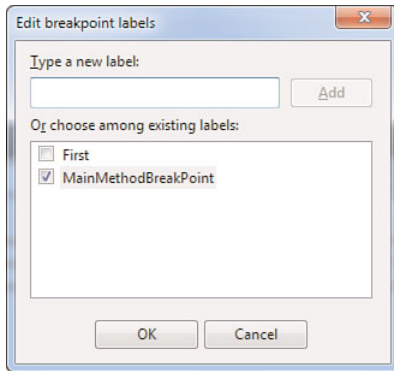 Edit breakpoint labels
Type a new label:
Add
Or choose among existing labels:
First
MainMethodBreakPoint
OK Cancel